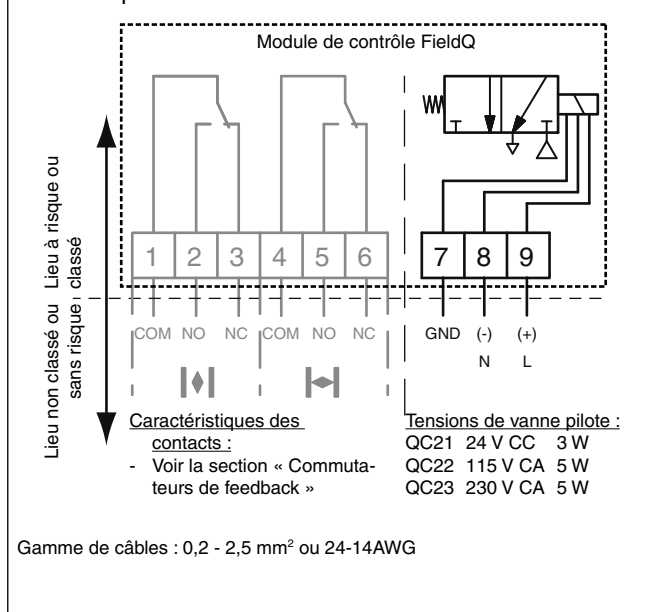 Module de contrôle FieldQ
Lieu à risque ou
classé
Lieu non classé ou
sans risque
1 2 3 4 5 6 7 8 9
COM NO NC COM NO NC GND (-) (+)
N L
Caractéristiques des
contacts :
- Voir la section « Commuta-
teurs de feedback »
Tensions de vanne pilote :
QC21 24 V CC 3 W
QC22 115 V CA 5 W
QC23 230 V CA 5 W
Gamme de câbles : 0,2 - 2,5 mm² ou 24-14AWG